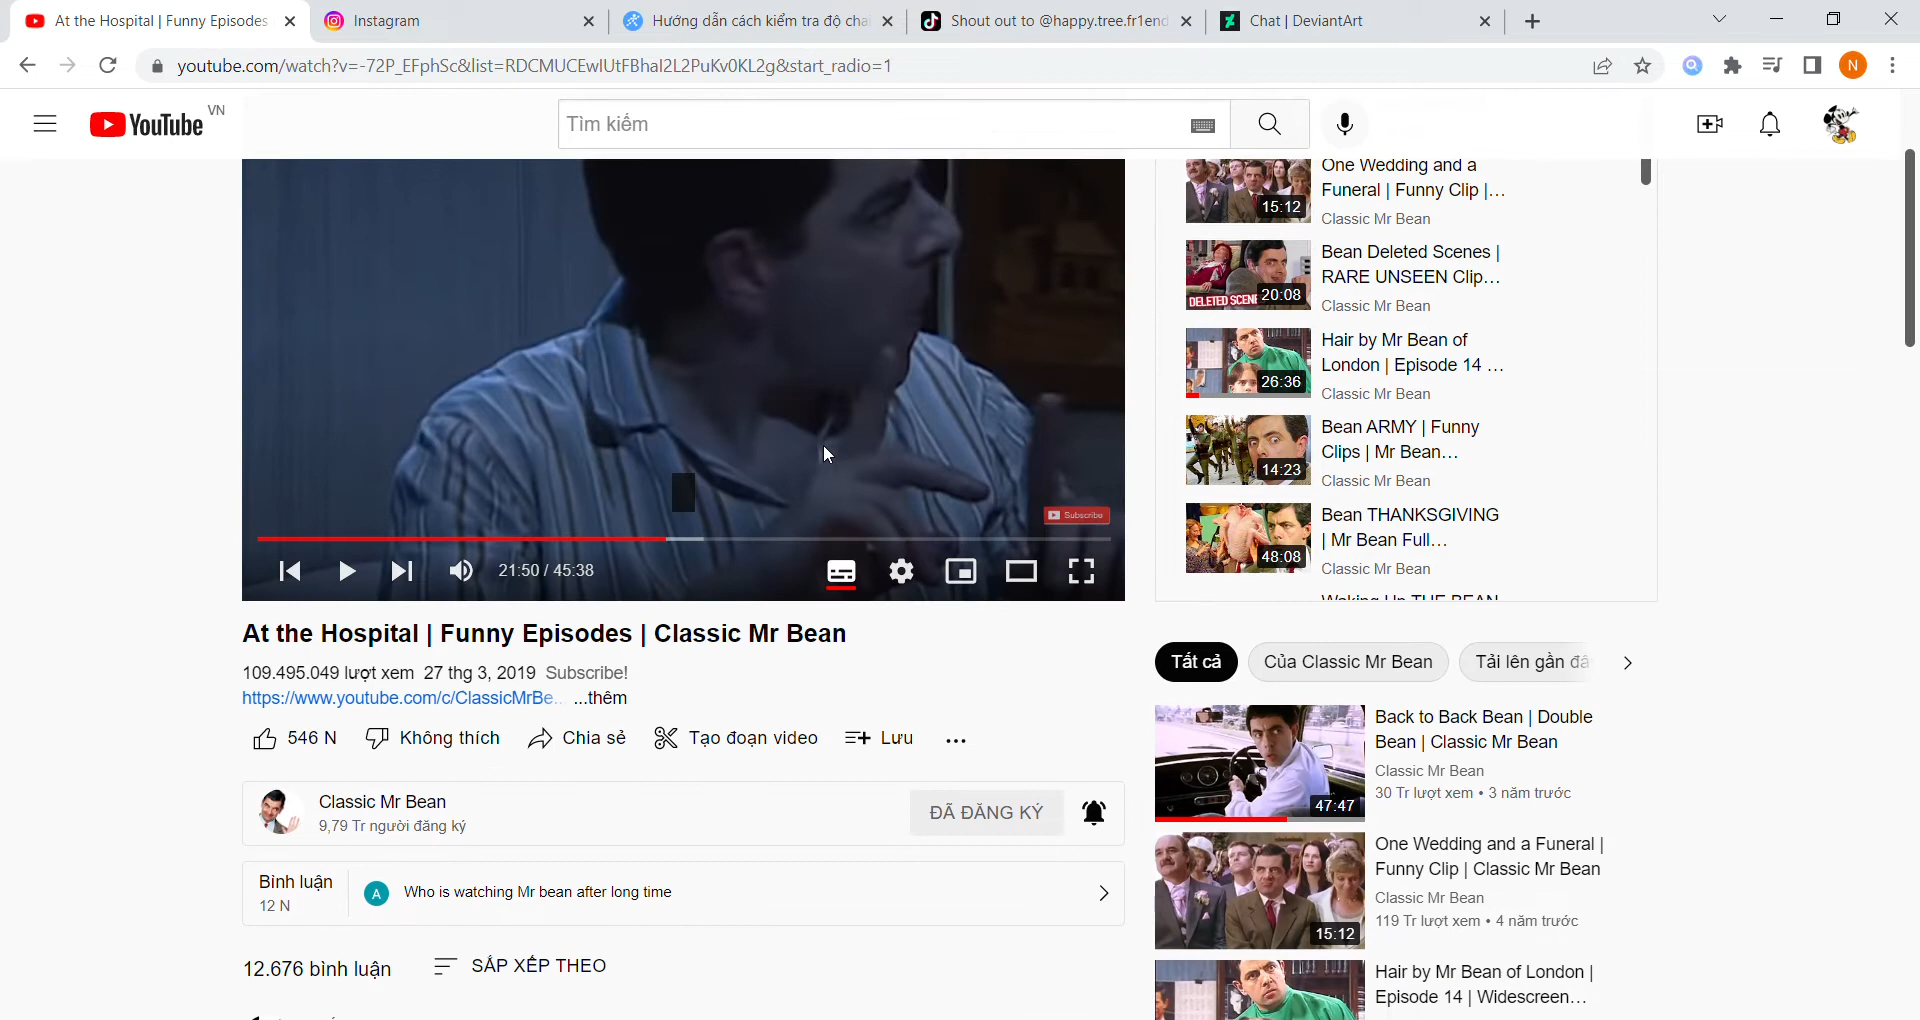 At the Hospital | Funny Episodes
Instagram
Hướng dẫn cách kiểm tra độ chai
Shout out to @happy.tree.fr1end
Chat | DeviantArt
youtube.com/watch?v=-72P_EFphSc&list=RDCMUCEwIUtFBhaI2L2PuKv0KL2g&start_radio=1
N
YouTube VN
Tìm kiếm
Subscribe
21:50 / 45:38
One Wedding and a
Funeral | Funny Clip |...
Classic Mr Bean
15:12
Bean Deleted Scenes |
RARE UNSEEN Clip...
Classic Mr Bean
DELETED SCENE
20:08
Hair by Mr Bean of
London | Episode 14 ...
Classic Mr Bean
26:36
Bean ARMY | Funny
Clips | Mr Bean...
Classic Mr Bean
14:23
Bean THANKSGIVING
| Mr Bean Full...
Classic Mr Bean
48:08
Waking Up THE BEAN
At the Hospital | Funny Episodes | Classic Mr Bean
109.495.049 lượt xem 27 thg 3, 2019 Subscribe!
https://www.youtube.com/c/ClassicMrBe... ...thêm
546 N
Không thích
Chia sẻ
Tạo đoạn video
Lưu
Classic Mr Bean
9,79 Tr người đăng ký
ĐÃ ĐĂNG KÝ
Bình luận
12 N
A
Who is watching Mr bean after long time
12.676 bình luận
SẮP XẾP THEO
Tất cả
Của Classic Mr Bean
Tải lên gần đâ
Back to Back Bean | Double
Bean | Classic Mr Bean
Classic Mr Bean
30 Tr lượt xem • 3 năm trước
47:47
One Wedding and a Funeral |
Funny Clip | Classic Mr Bean
Classic Mr Bean
119 Tr lượt xem • 4 năm trước
15:12
Hair by Mr Bean of London |
Episode 14 | Widescreen...